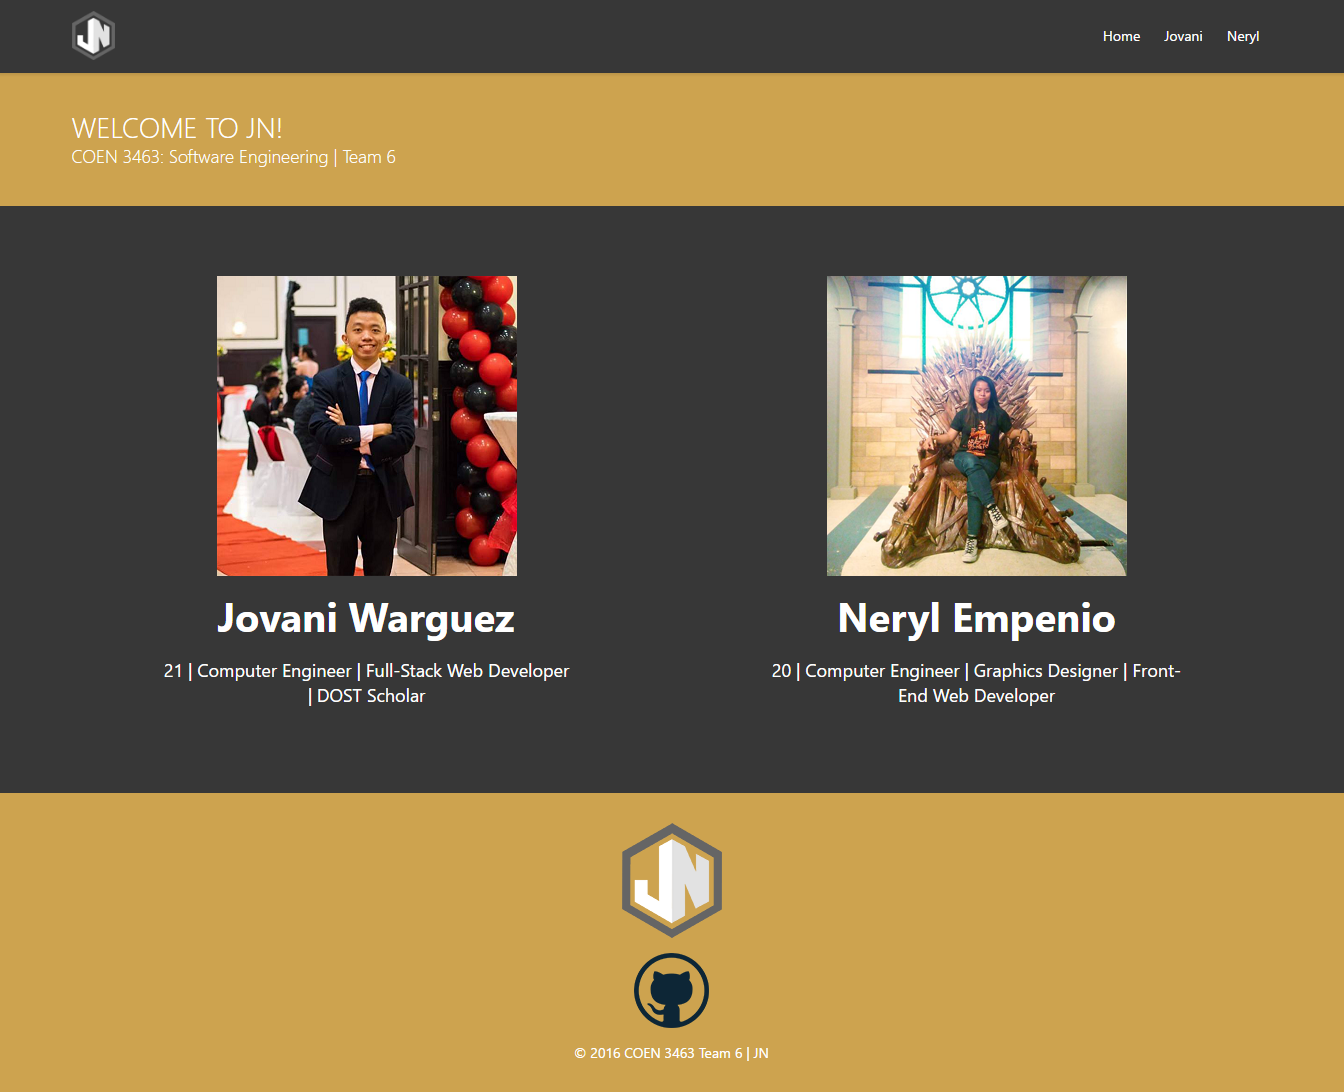 JN
Home Jovani Neryl
WELCOME TO JN!
COEN 3463: Software Engineering | Team 6
Jovani Warguez
21 | Computer Engineer | Full-Stack Web Developer
| DOST Scholar
Neryl Empenio
20 | Computer Engineer | Graphics Designer | Front-
End Web Developer
JN
© 2016 COEN 3463 Team 6 | JN